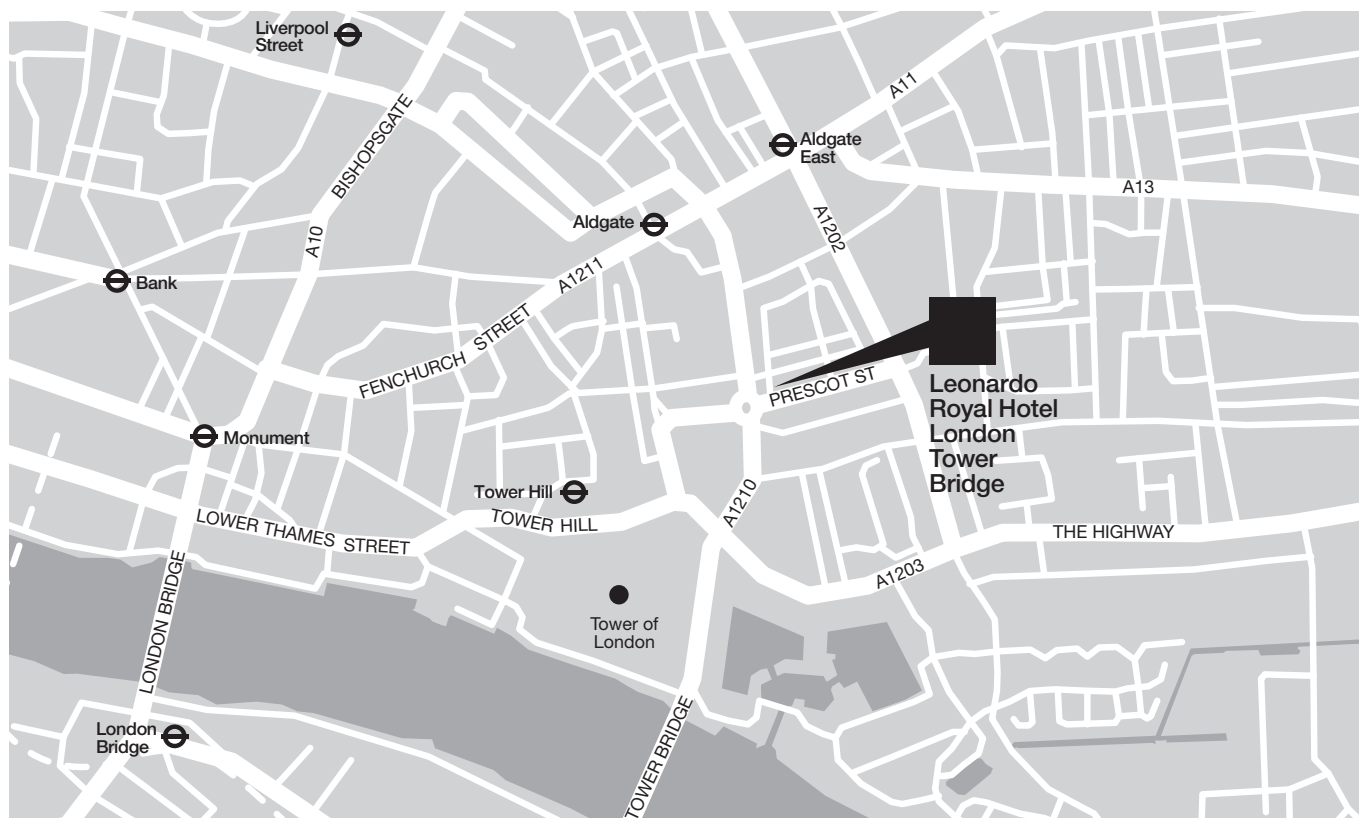 Liverpool
Street
BISHOPSGATE
A11
Aldgate
East
A13
A1202
Aldgate
A10
A1211
Bank
FENCHURCH STREET
PRESCOT ST
Leonardo
Royal Hotel
London
Tower
Bridge
Monument
Tower Hill
A1210
TOWER HILL
LOWER THAMES STREET
THE HIGHWAY
A1203
Tower of
London
LONDON BRIDGE
London
Bridge
TOWER BRIDGE